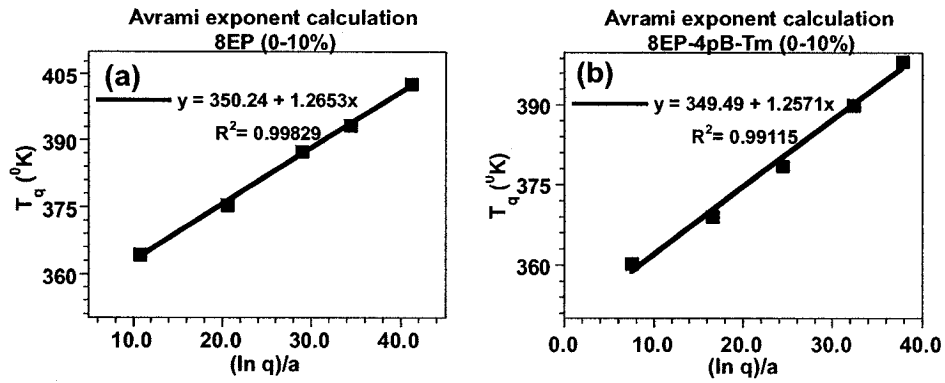 Avrami exponent calculation
8EP (0-10%)
(a)
y = 350.24 + 1.2653x
R²= 0.99829
405
390
375
360
T q (⁰K)
10.0 20.0 30.0 40.0
(ln q)/a
Avrami exponent calculation
8EP-4pB-Tm (0-10%)
(b)
y = 349.49 + 1.2571x
R²= 0.99115
390
375
360
T q (⁰K)
0.0 10.0 20.0 30.0 40.0
(ln q)/a